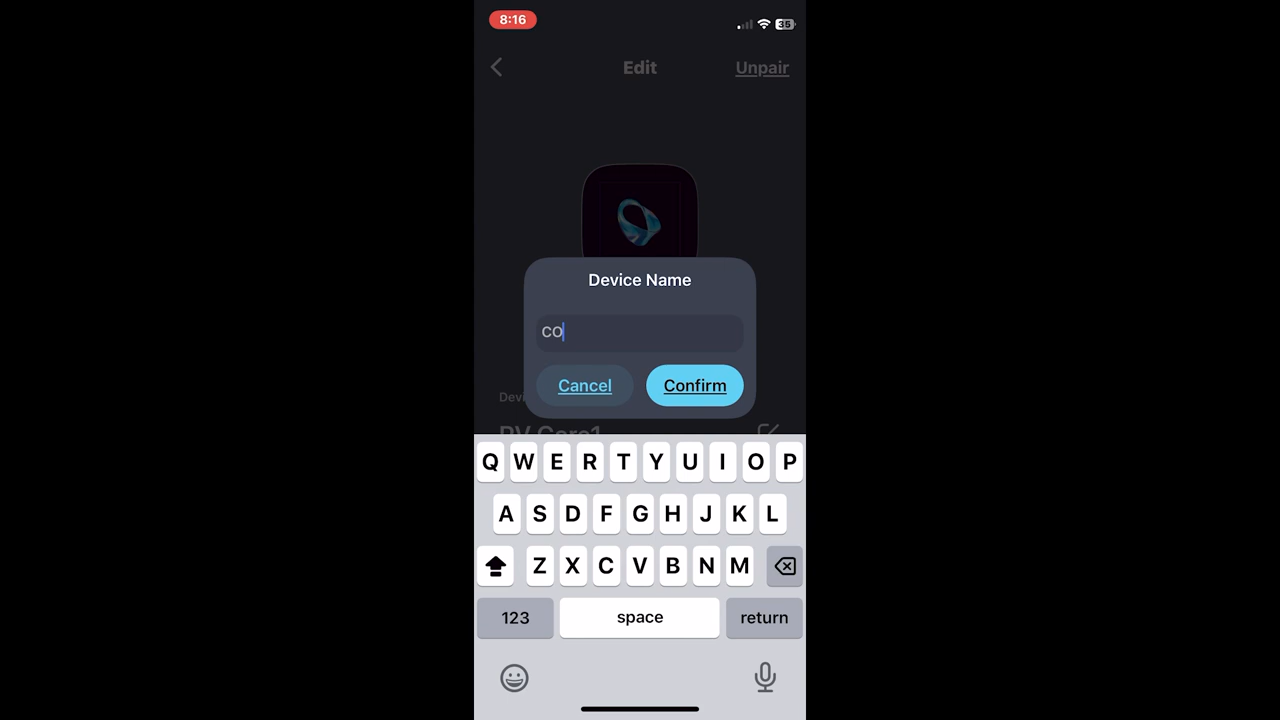 8:16
35
Edit
Unpair
Device Name
CO
Cancel
Confirm
Q W E R T Y U I O P
A S D F G H J K L
Z X C V B N M
123
space
return